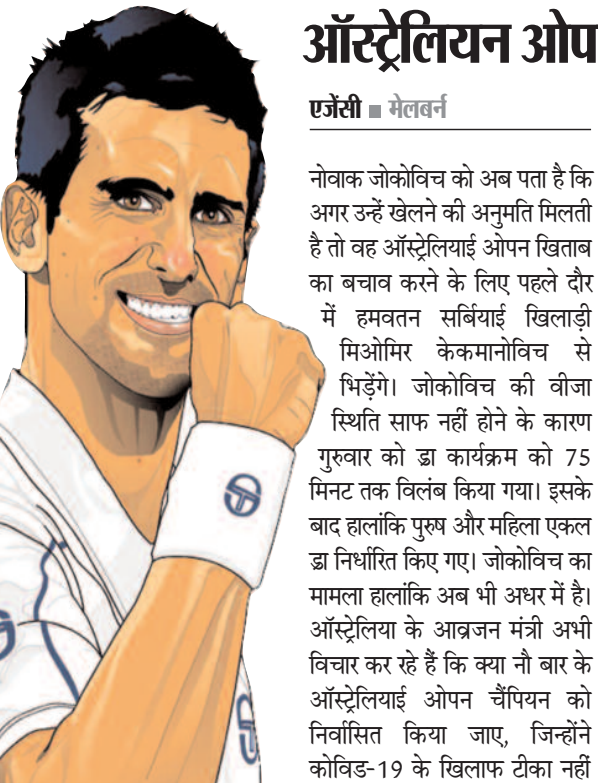 ऑस्ट्रेलियन ओप
एजेंसी ■ मेलबर्न
नोवाक जोकोविच को अब पता है कि
अगर उन्हें खेलने की अनुमति मिलती
है तो वह ऑस्ट्रेलियाई ओपन खिताब
का बचाव करने के लिए पहले दौर
में हमवतन सर्बियाई खिलाड़ी
मिओमिर केकमानोविच से
भिड़ेंगे। जोकोविच की वीजा
स्थिति साफ नहीं होने के कारण
गुरुवार को ड्रा कार्यक्रम को 75
मिनट तक विलंब किया गया। इसके
बाद हालांकि पुरुष और महिला एकल
ड्रा निर्धारित किए गए। जोकोविच का
मामला हालांकि अब भी अधर में है।
ऑस्ट्रेलिया के आव्रजन मंत्री अभी
विचार कर रहे हैं कि क्या नौ बार के
ऑस्ट्रेलियाई ओपन चैंपियन को
निर्वासित किया जाए, जिन्होंने
कोविड-19 के खिलाफ टीका नहीं